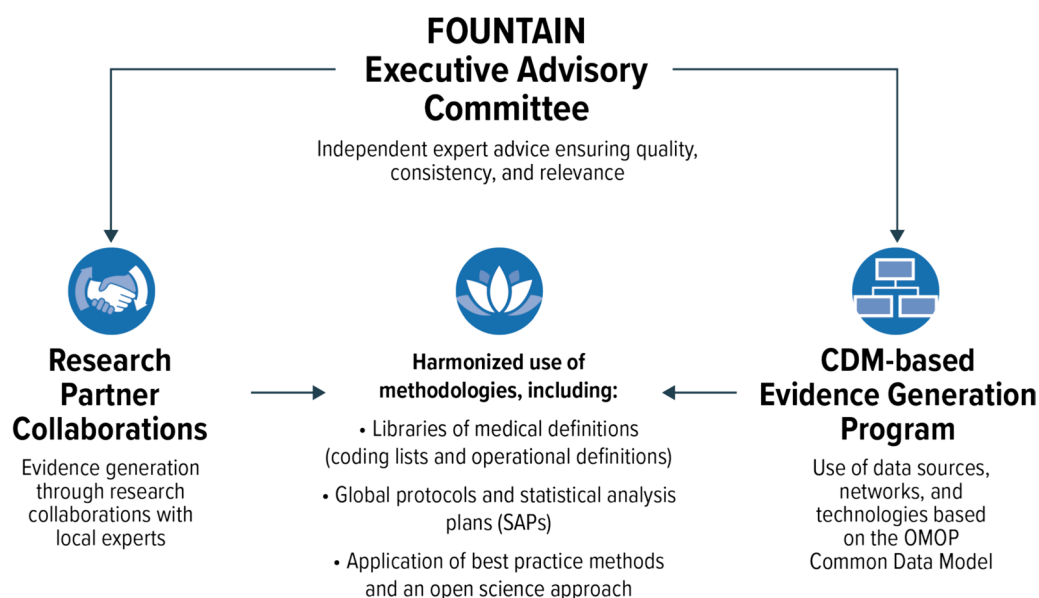 FOUNTAIN
Executive Advisory
Committee
Independent expert advice ensuring quality,
consistency, and relevance
Research
Partner
Collaborations
Evidence generation
through research
collaborations with
local experts
Harmonized use of
methodologies, including:
• Libraries of medical definitions
(coding lists and operational definitions)
• Global protocols and statistical analysis
plans (SAPs)
• Application of best practice methods
and an open science approach
CDM-based
Evidence Generation
Program
Use of data sources,
networks, and
technologies based
on the OMOP
Common Data Model